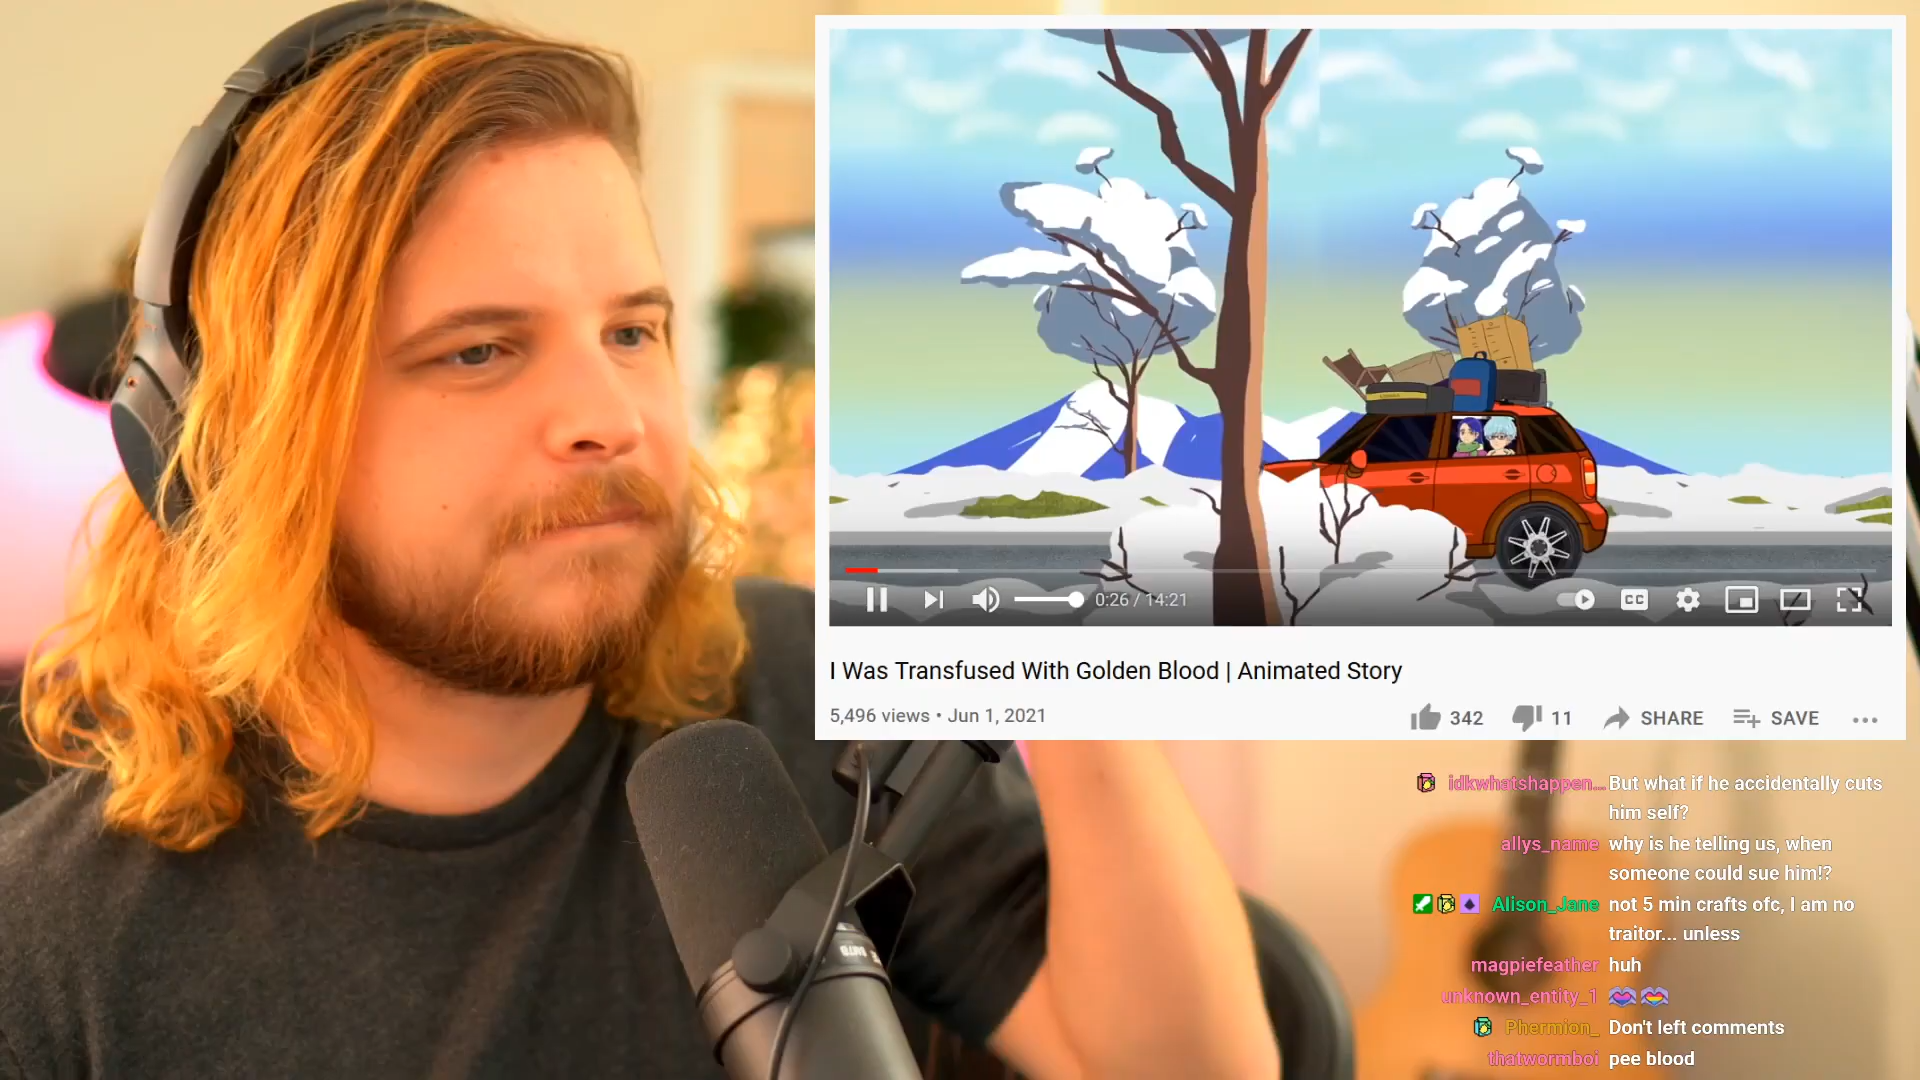 0:26 / 14:21
CC
I Was Transfused With Golden Blood | Animated Story
5,496 views • Jun 1, 2021
342
11
SHARE
SAVE
idkwhatshappen... But what if he accidentally cuts
him self?
allys_name why is he telling us, when
someone could sue him!?
Alison_Jane not 5 min crafts ofc, I am no
traitor... unless
magpiefeather huh
unknown_entity_1
Phermion_ Don't left comments
thatwormboi pee blood